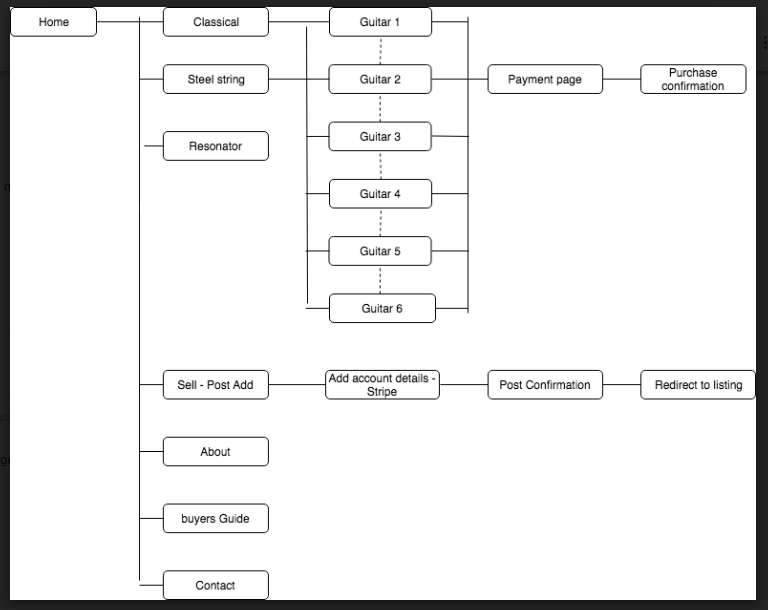 Home
Classical
Guitar 1
Steel string
Guitar 2
Payment page
Purchase
confirmation
Guitar 3
Resonator
Guitar 4
Guitar 5
Guitar 6
Sell - Post Add
Add account details -
Stripe
Post Confirmation
Redirect to listing
About
buyers Guide
Contact